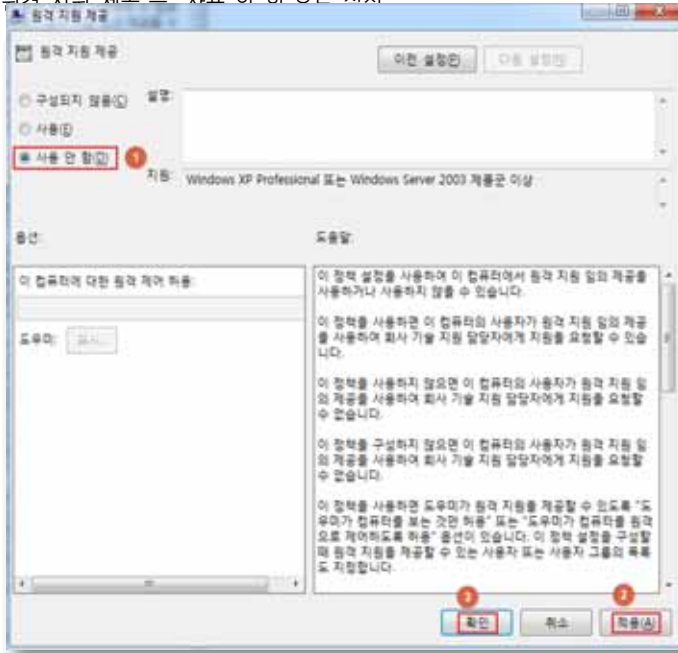 원격 지원 제공
원격 지원 제공
이전 설정(P)
다음 설정(N)
구성되지 않음(C)
설명:
사용(E)
사용 안 함(D)
1
지원:
Windows XP Professional 또는 Windows Server 2003 제품군 이상
옵션:
도움말:
이 컴퓨터에 대한 원격 제어 허용:
도우미:
표시...
이 정책 설정을 사용하여 이 컴퓨터에서 원격 지원 임의 제공을
사용하거나 사용하지 않을 수 있습니다.
이 정책을 사용하면 이 컴퓨터의 사용자가 원격 지원 임의 제공
을 사용하여 회사 기술 지원 담당자에게 지원을 요청할 수 있습
니다.
이 정책을 사용하지 않으면 이 컴퓨터의 사용자가 원격 지원 임
의 제공을 사용하여 회사 기술 지원 담당자에게 지원을 요청할
수 없습니다.
이 정책을 구성하지 않으면 이 컴퓨터의 사용자가 원격 지원 임
의 제공을 사용하여 회사 기술 지원 담당자에게 지원을 요청할
수 없습니다.
이 정책을 사용하면 도우미가 원격 지원을 제공할 수 있도록 "도
우미가 컴퓨터를 보는 것만 허용" 또는 "도우미가 컴퓨터를 원격
으로 제어하도록 허용" 옵션이 있습니다. 이 정책 설정을 구성할
때 원격 지원을 제공할 수 있는 사용자 또는 사용자 그룹의 목록
도 지정합니다.
3
2
확인
취소
적용(A)